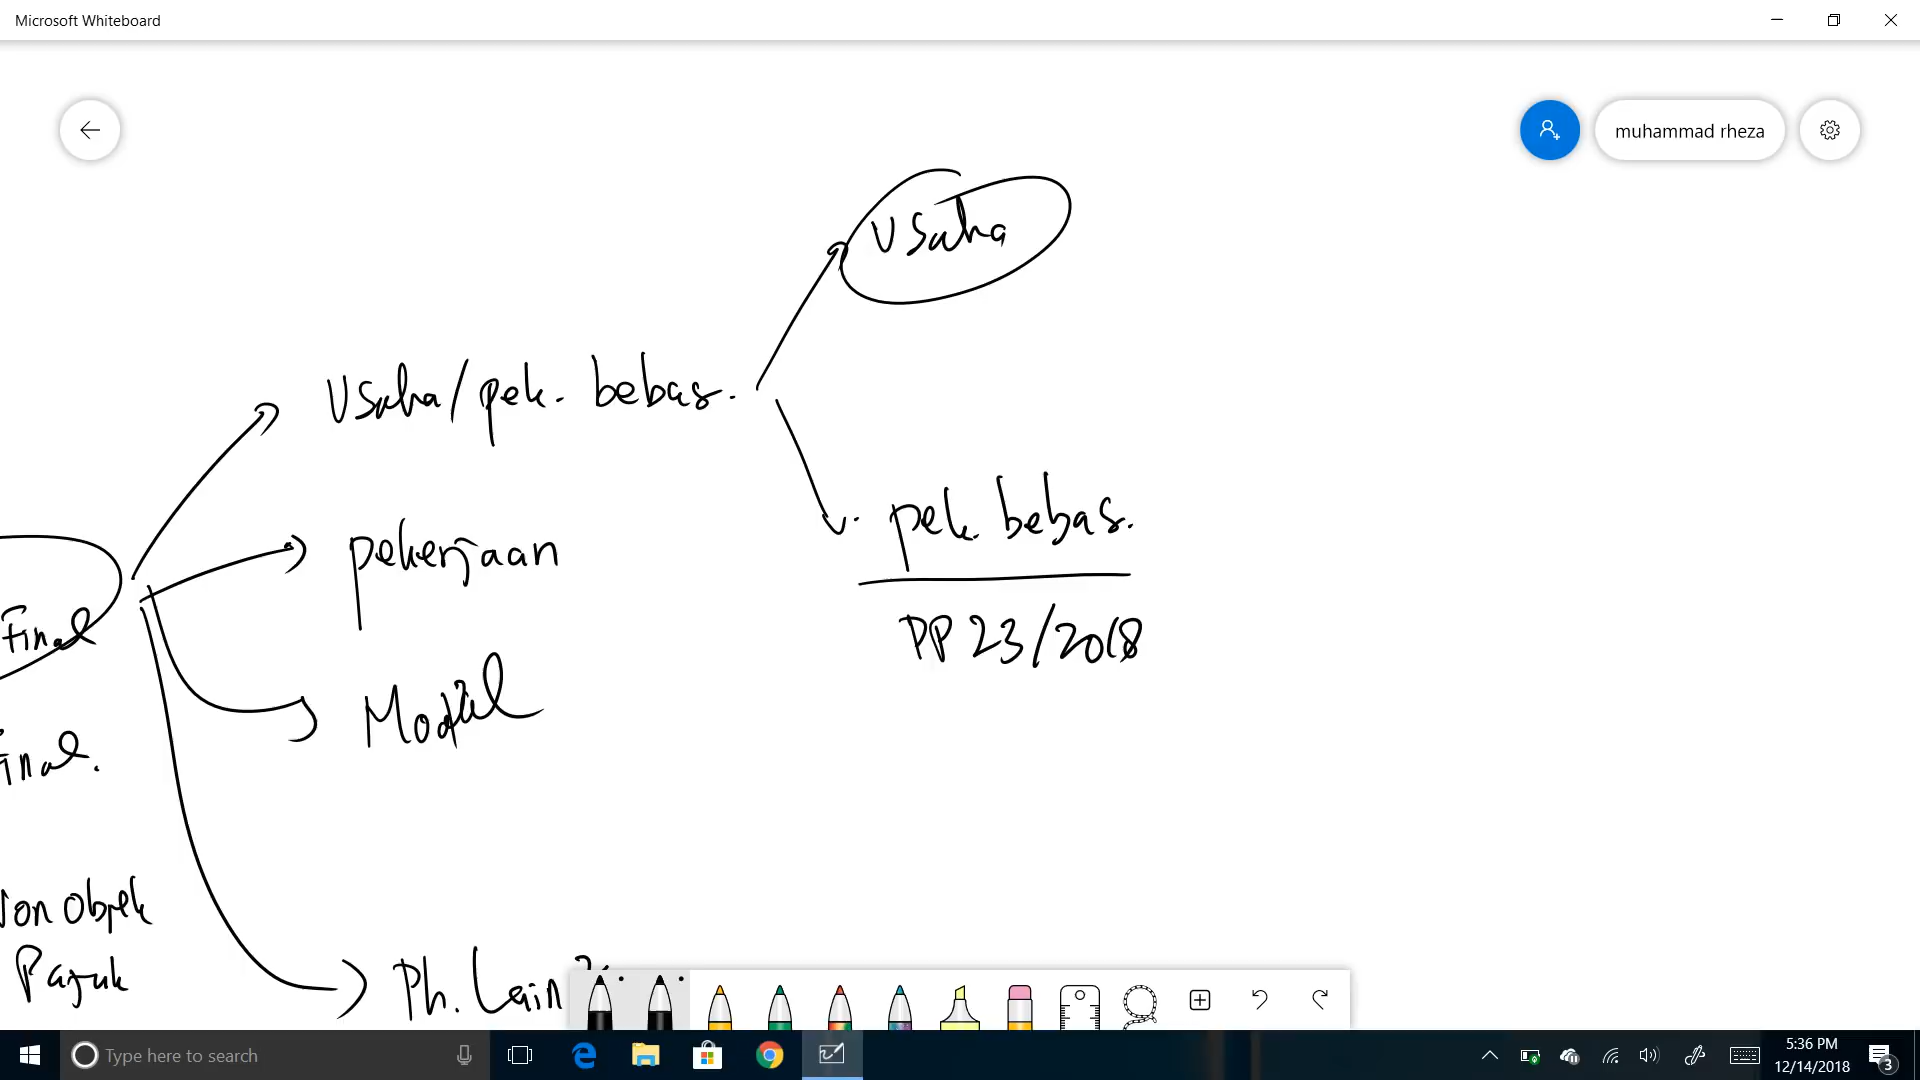 Microsoft Whiteboard
muhammad rheza
Usaha
Usaha/pek. bebas.
pek. bebas.
pekerjaan
Final
PP 23/2018
Modal
Final.
Non Objek
Pajak
Ph. Lain
Type here to search
5:36 PM
12/14/2018
3